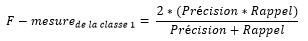 F − mesure de la classe 1 = 2 * (Précision * Rappel) / Précision + Rappel